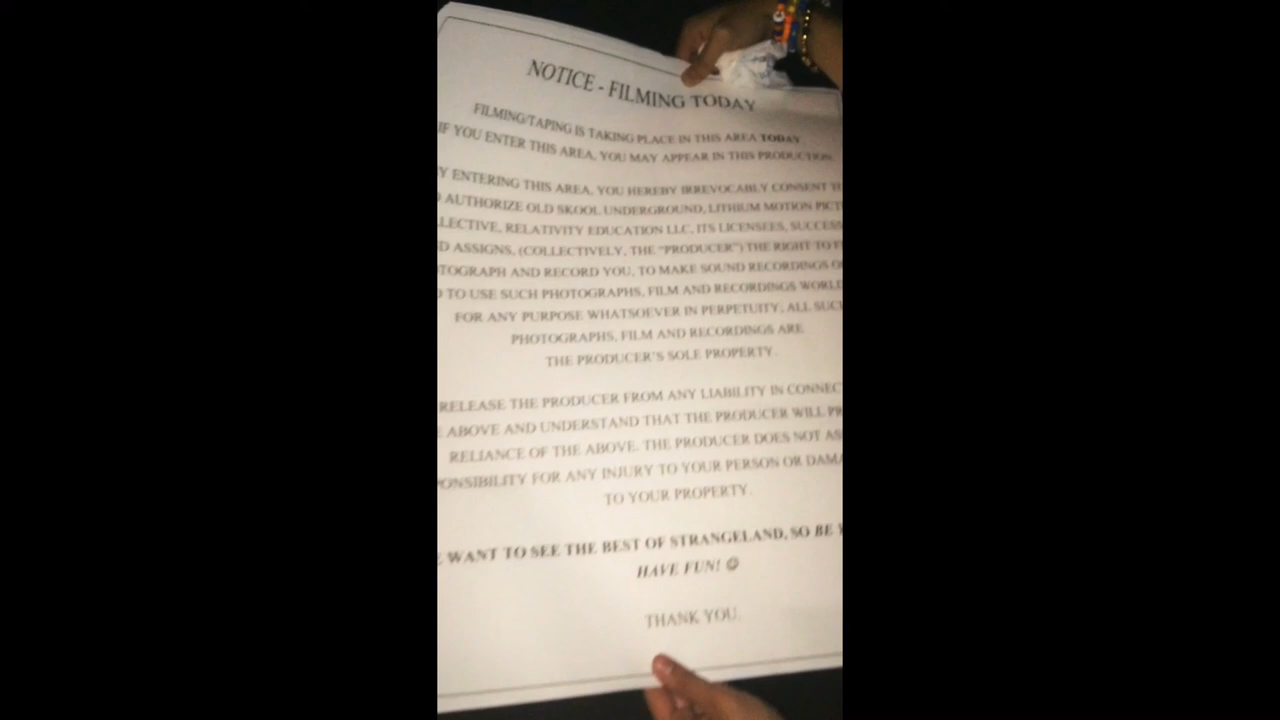 NOTICE - FILMING TODAY
FILMING/TAPING IS TAKING PLACE IN THIS AREA TODAY
IF YOU ENTER THIS AREA, YOU MAY APPEAR IN THIS PRODUCTION.
Y ENTERING THIS AREA, YOU HEREBY IRREVOCABLY CONSENT TO
AUTHORIZE OLD SKOOL UNDERGROUND, LITHIUM MOTION PICT
LLECTIVE, RELATIVITY EDUCATION LLC, ITS LICENSEES, SUCCESS
D ASSIGNS, (COLLECTIVELY, THE "PRODUCER") THE RIGHT TO
TOGRAPH AND RECORD YOU, TO MAKE SOUND RECORDINGS O
TO USE SUCH PHOTOGRAPHS, FILM AND RECORDINGS WORL
FOR ANY PURPOSE WHATSOEVER IN PERPETUITY, ALL SUC
PHOTOGRAPHS, FILM AND RECORDINGS ARE
THE PRODUCER'S SOLE PROPERTY.
RELEASE THE PRODUCER FROM ANY LIABILITY IN CONNEC
ABOVE AND UNDERSTAND THAT THE PRODUCER WILL PR
RELIANCE OF THE ABOVE. THE PRODUCER DOES NOT AS
ONSIBILITY FOR ANY INJURY TO YOUR PERSON OR DAMA
TO YOUR PROPERTY.
E WANT TO SEE THE BEST OF STRANGELAND, SO BE Y
HAVE FUN! ☺
THANK YOU.